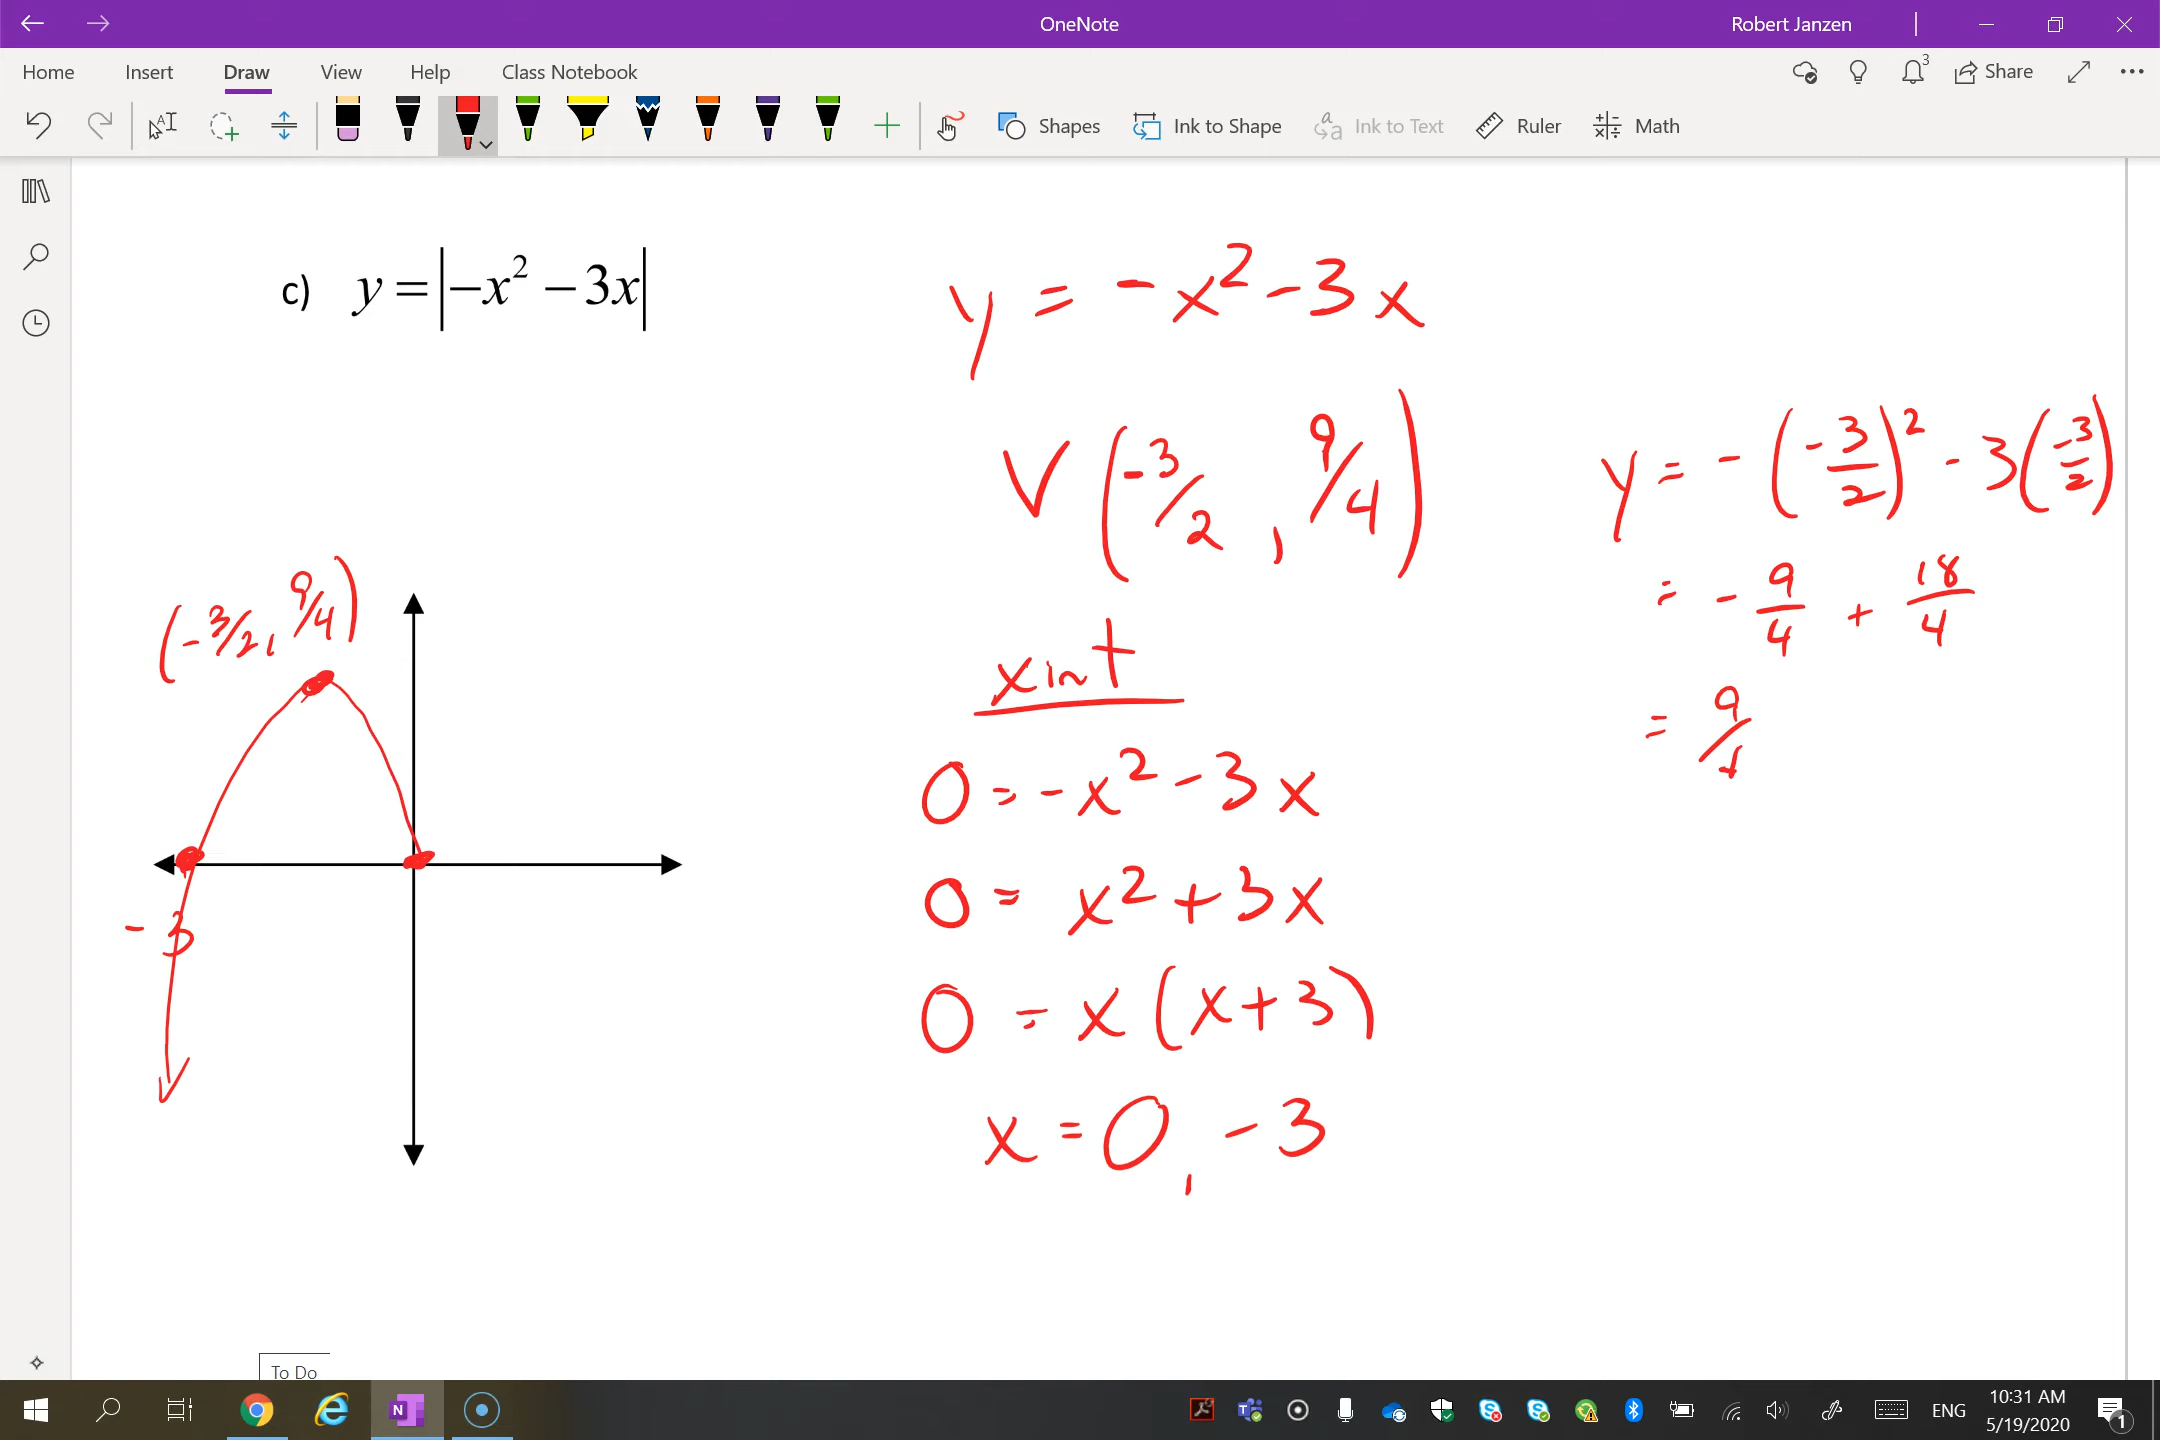 OneNote
Robert Janzen
Home Insert Draw View Help Class Notebook
3
Share
Shapes Ink to Shape Ink to Text Ruler Math
c) y = |−x² − 3x|
y = -x² - 3x
V (-3/2, 9/4)
y = - (-3/2)² - 3(-3/2)
= - 9/4 + 18/4
= 9/4
x int
0 = -x² - 3x
0 = x² + 3x
0 = x (x+3)
x = 0, -3
(-3/2, 9/4)
-3
To Do
ENG
10:31 AM
5/19/2020
1